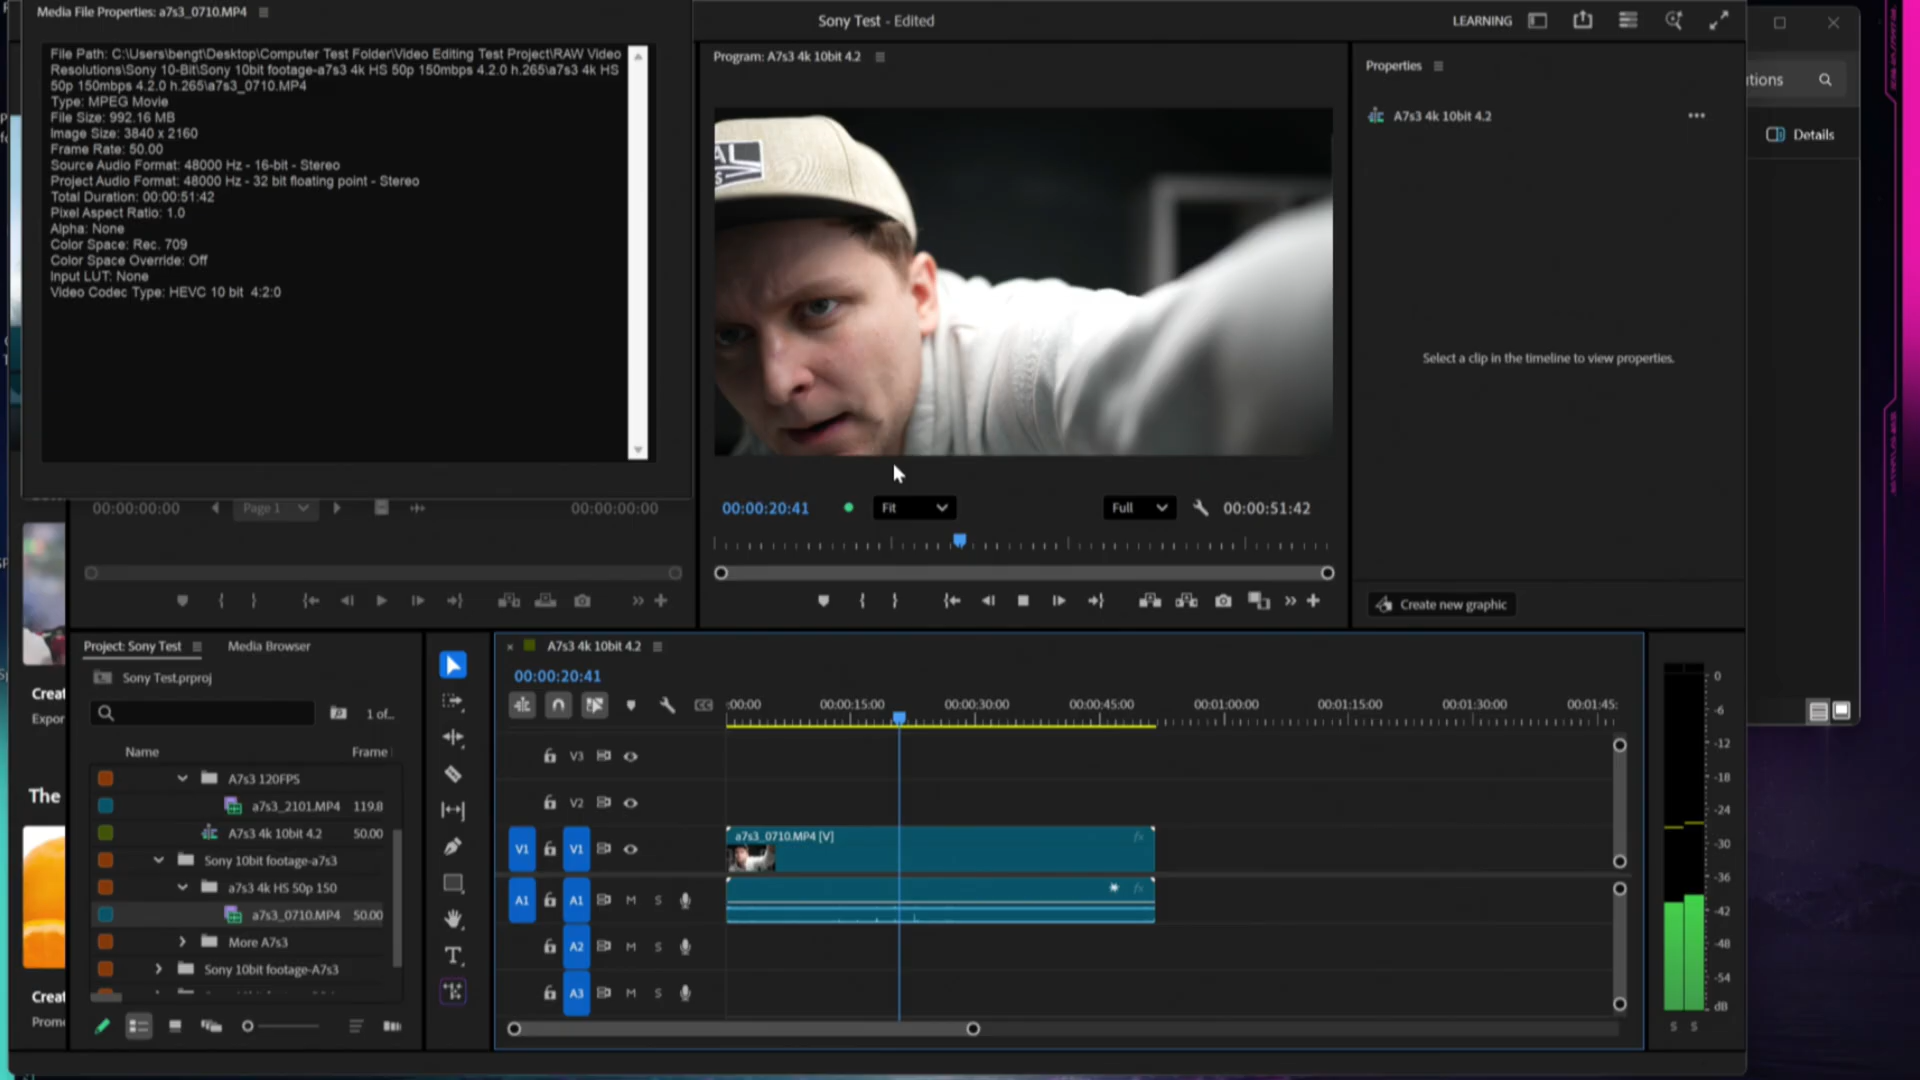 Media File Properties: a7s3_0710.MP4
File Path: C:\Users\bengt\Desktop\Computer Test Folder\Video Editing Test Project\RAW Video
Resolutions\Sony 10-Bit\Sony 10bit footage-a7s3 4k HS 50p 150mbps 4.2.0 h.265\a7s3 4k HS
50p 150mbps 4.2.0 h.265\a7s3_0710.MP4
Type: MPEG Movie
File Size: 992.16 MB
Image Size: 3840 x 2160
Frame Rate: 50.00
Source Audio Format: 48000 Hz - 16-bit - Stereo
Project Audio Format: 48000 Hz - 32 bit floating point - Stereo
Total Duration: 00:00:51:42
Pixel Aspect Ratio: 1.0
Alpha: None
Color Space: Rec. 709
Color Space Override: Off
Input LUT: None
Video Codec Type: HEVC 10 bit 4:2:0
00:00:00:00
Page 1
00:00:00:00
Sony Test - Edited
LEARNING
Program: A7s3 4k 10bit 4.2
AL
S
00:00:20:41
Fit
Full
00:00:51:42
Properties
A7s3 4k 10bit 4.2
Select a clip in the timeline to view properties.
Create new graphic
tions
Details
Creat
Expor
The
Creat
Promo
Project: Sony Test
Media Browser
Sony Test.prproj
1 of...
Name
Frame
A7s3 120FPS
a7s3_2101.MP4 119.8
A7s3 4k 10bit 4.2 50.00
Sony 10bit footage-a7s3
a7s3 4k HS 50p 150
a7s3_0710.MP4 50.00
More A7s3
Sony 10bit footage-A7s3
A7s3 4k 10bit 4.2
00:00:20:41
:00:00
00:00:15:00
00:00:30:00
00:00:45:00
00:01:00:00
00:01:15:00
00:01:30:00
00:01:45:
V3
V2
V1
V1
a7s3_0710.MP4 [V]
fx
A1
A1
M
S
fx
A2
M
S
A3
M
S
0
-6
-12
-18
-24
-30
-36
-42
-48
-54
dB
S
S